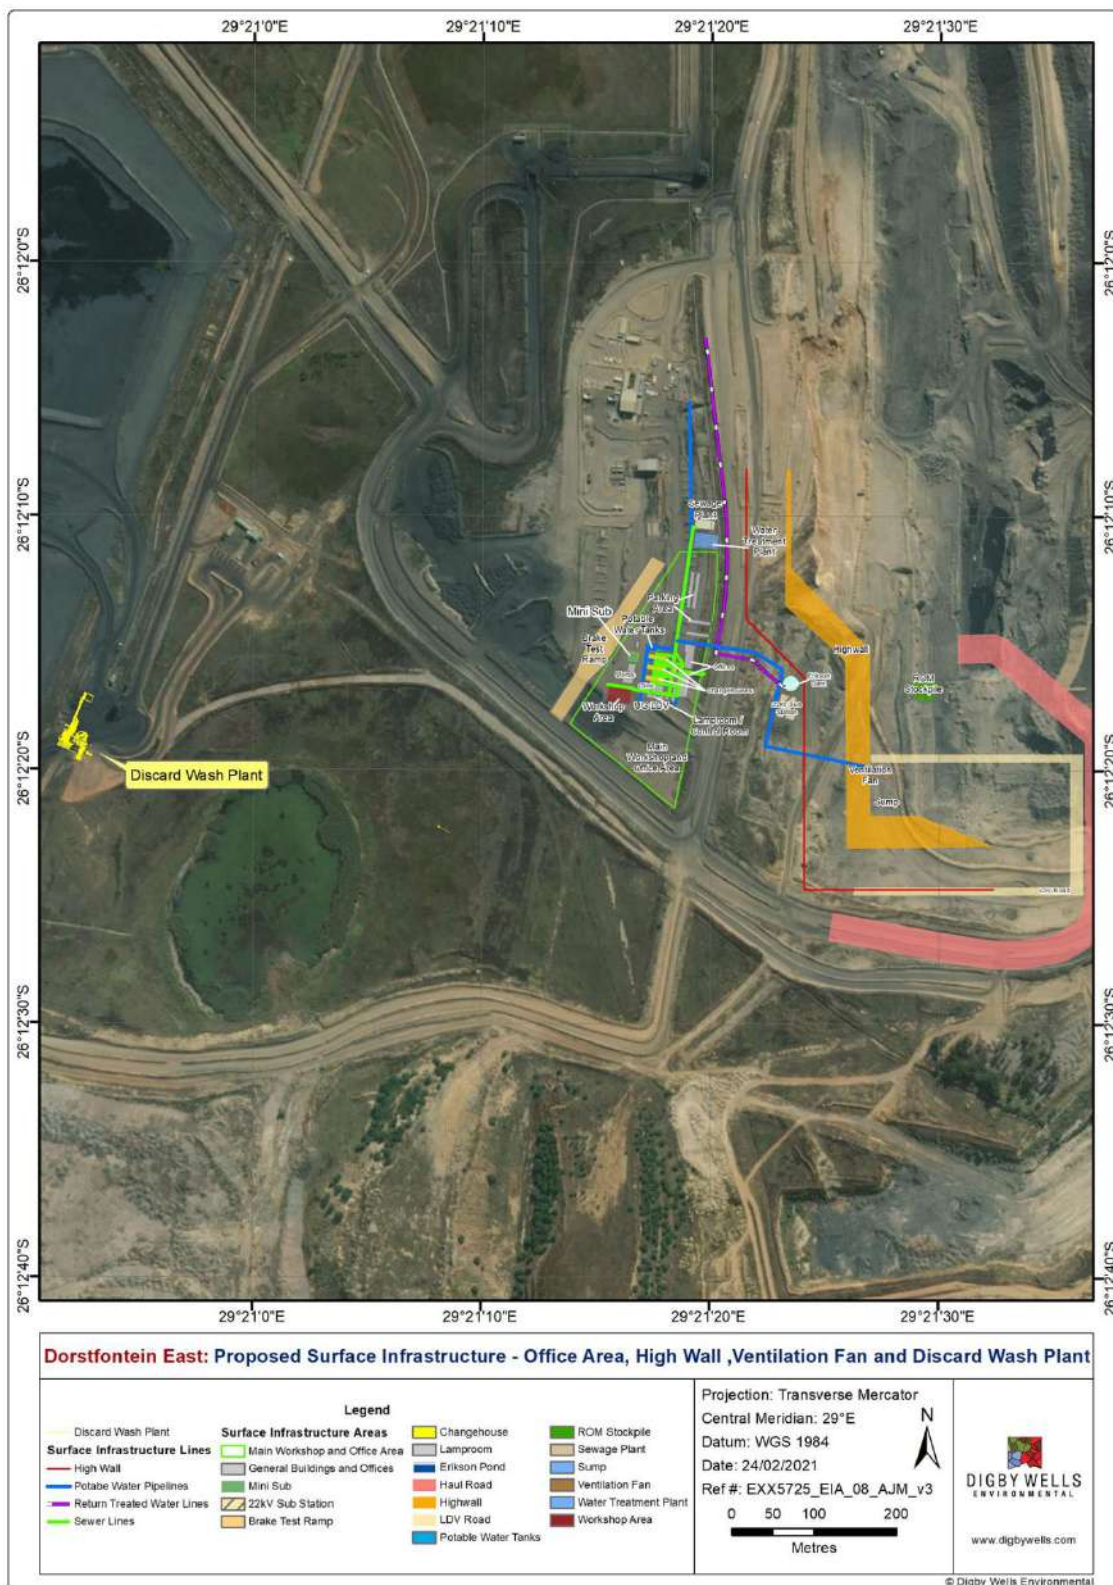 29°21'0"E 29°21'10"E 29°21'20"E 29°21'30"E
26°12'0"S 26°12'0"S
26°12'10"S 26°12'10"S
Sewage
Plant
Water
Treatment
Plant
Parking
Area
Mini Sub
Potable
Water Tanks
Brake
Test
Ramp
Highwall
ROM
Stockpile
Offices
Changehouses
Workshop
Area
U/G LDV
Lamproom /
Control Room
Main
Workshop and
Office Area
Ventilation
Fan
Sump
26°12'20"S 26°12'20"S
Discard Wash Plant
LDV Road
26°12'30"S 26°12'30"S
26°12'40"S 26°12'40"S
29°21'0"E 29°21'10"E 29°21'20"E 29°21'30"E
Dorstfontein East: Proposed Surface Infrastructure - Office Area, High Wall ,Ventilation Fan and Discard Wash Plant
Legend
Discard Wash Plant
Surface Infrastructure Lines
High Wall
Potabe Water Pipelines
Return Treated Water Lines
Sewer Lines
Surface Infrastructure Areas
Main Workshop and Office Area
General Buildings and Offices
Mini Sub
22kV Sub Station
Brake Test Ramp
Changehouse
Lamproom
Erikson Pond
Haul Road
Highwall
LDV Road
Potable Water Tanks
ROM Stockpile
Sewage Plant
Sump
Ventilation Fan
Water Treatment Plant
Workshop Area
Projection: Transverse Mercator
Central Meridian: 29°E
Datum: WGS 1984
Date: 24/02/2021
Ref #: EXX5725_EIA_08_AJM_v3
N
0 50 100 200
Metres
DIGBY WELLS
ENVIRONMENTAL
www.digbywells.com
© Digby Wells Environmental